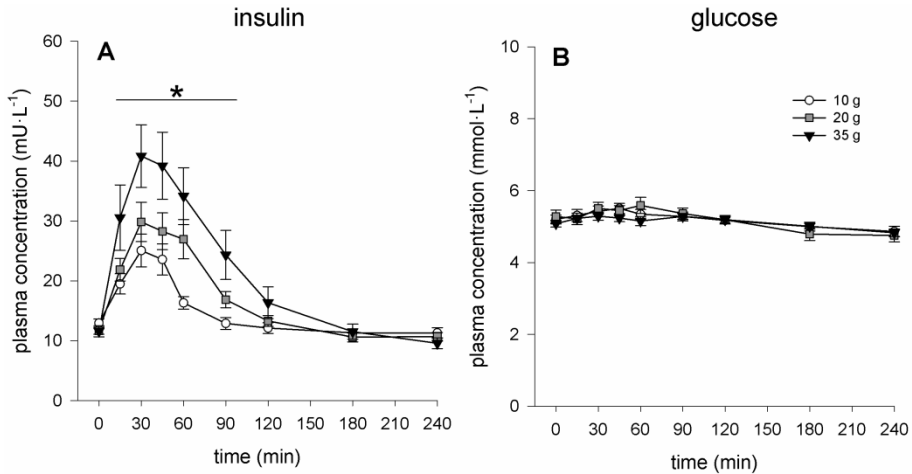 insulin
A
*
plasma concentration (mU·L⁻¹)
60
50
40
30
20
10
0
0 30 60 90 120 150 180 210 240
time (min)
glucose
B
10 g
20 g
35 g
plasma concentration (mmol·L⁻¹)
10
8
6
4
2
0
0 30 60 90 120 150 180 210 240
time (min)